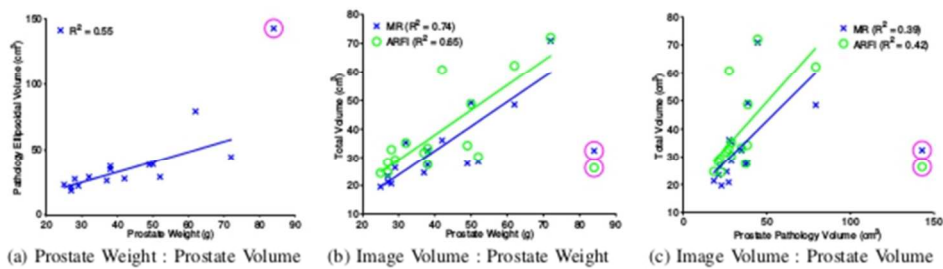 R² = 0.55
150
100
50
0
Pathology Ellipsoidal Volume (cm³)
20 30 40 50 60 70 80 90
Prostate Weight (g)
(a) Prostate Weight : Prostate Volume
MR (R² = 0.74)
ARFI (R² = 0.65)
80
70
60
50
40
30
20
10
Total Volume (cm³)
20 30 40 50 60 70 80 90
Prostate Weight (g)
(b) Image Volume : Prostate Weight
MR (R² = 0.39)
ARFI (R² = 0.42)
80
70
60
50
40
30
20
10
Total Volume (cm³)
0 50 100 150
Prostate Pathology Volume (cm³)
(c) Image Volume : Prostate Volume